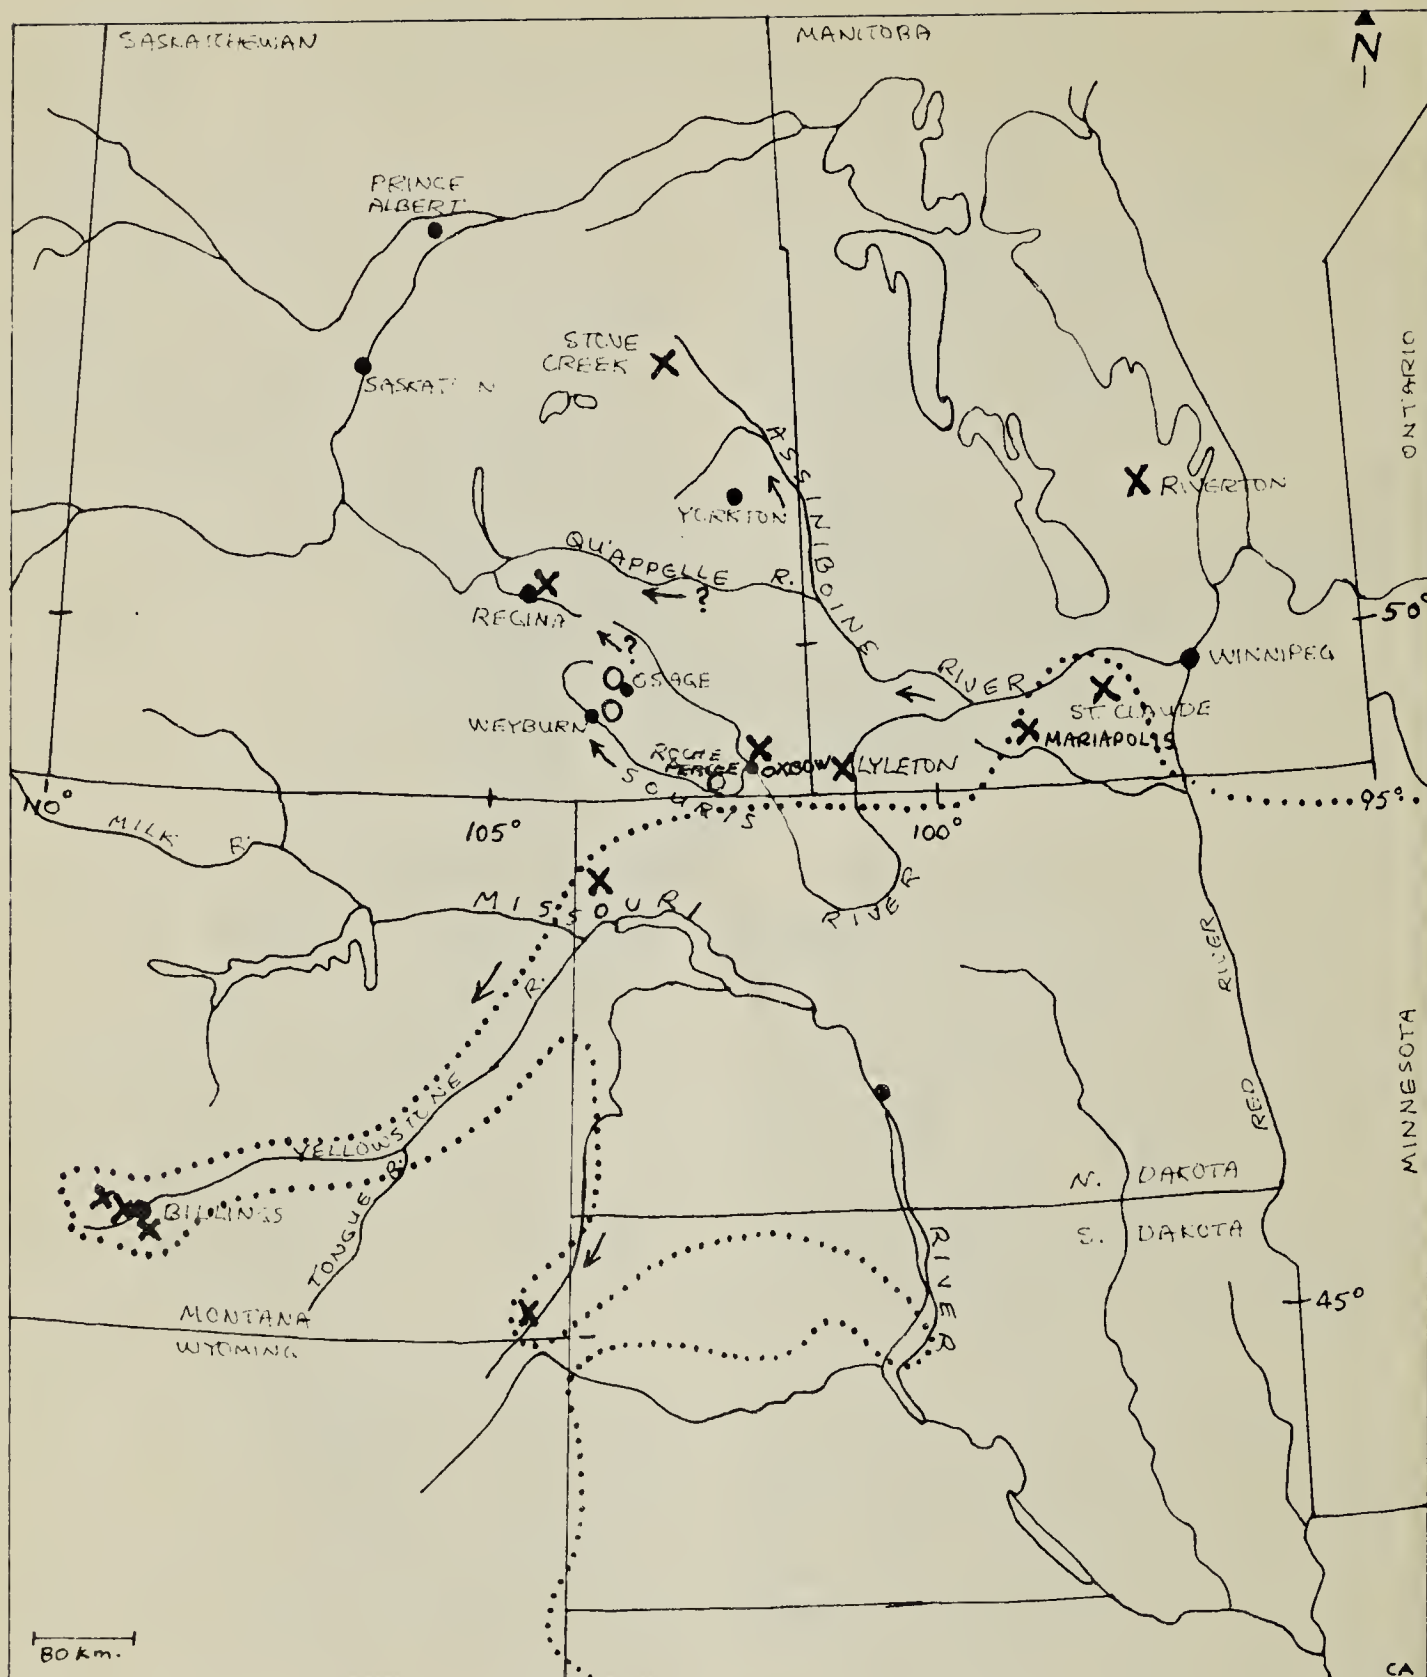 SASKATCHEWAN
MANITOBA
N
PRINCE
ALBERT
STOVE
CREEK
ONTARIO
ASSINIBOINE
RIVERTON
YORKTON
QU'APPELLE R.
?
REGINA
50°
?
RIVER
WINNIPEG
OSAGE
ST. CLAUDE
WEYBURN
MARIAPOLIS
ROCHE
PERCEE
OXBOW
LYLETON
SOURIS
110°
105°
100°
95°
MILK R.
MISSOURI
RIVER
R.
RIVER
YELLOWSTONE
RED
MINNESOTA
N. DAKOTA
S. DAKOTA
BILLINGS
TONGUE R.
RIVER
MONTANA
WYOMING
45°
80 Km.
CA